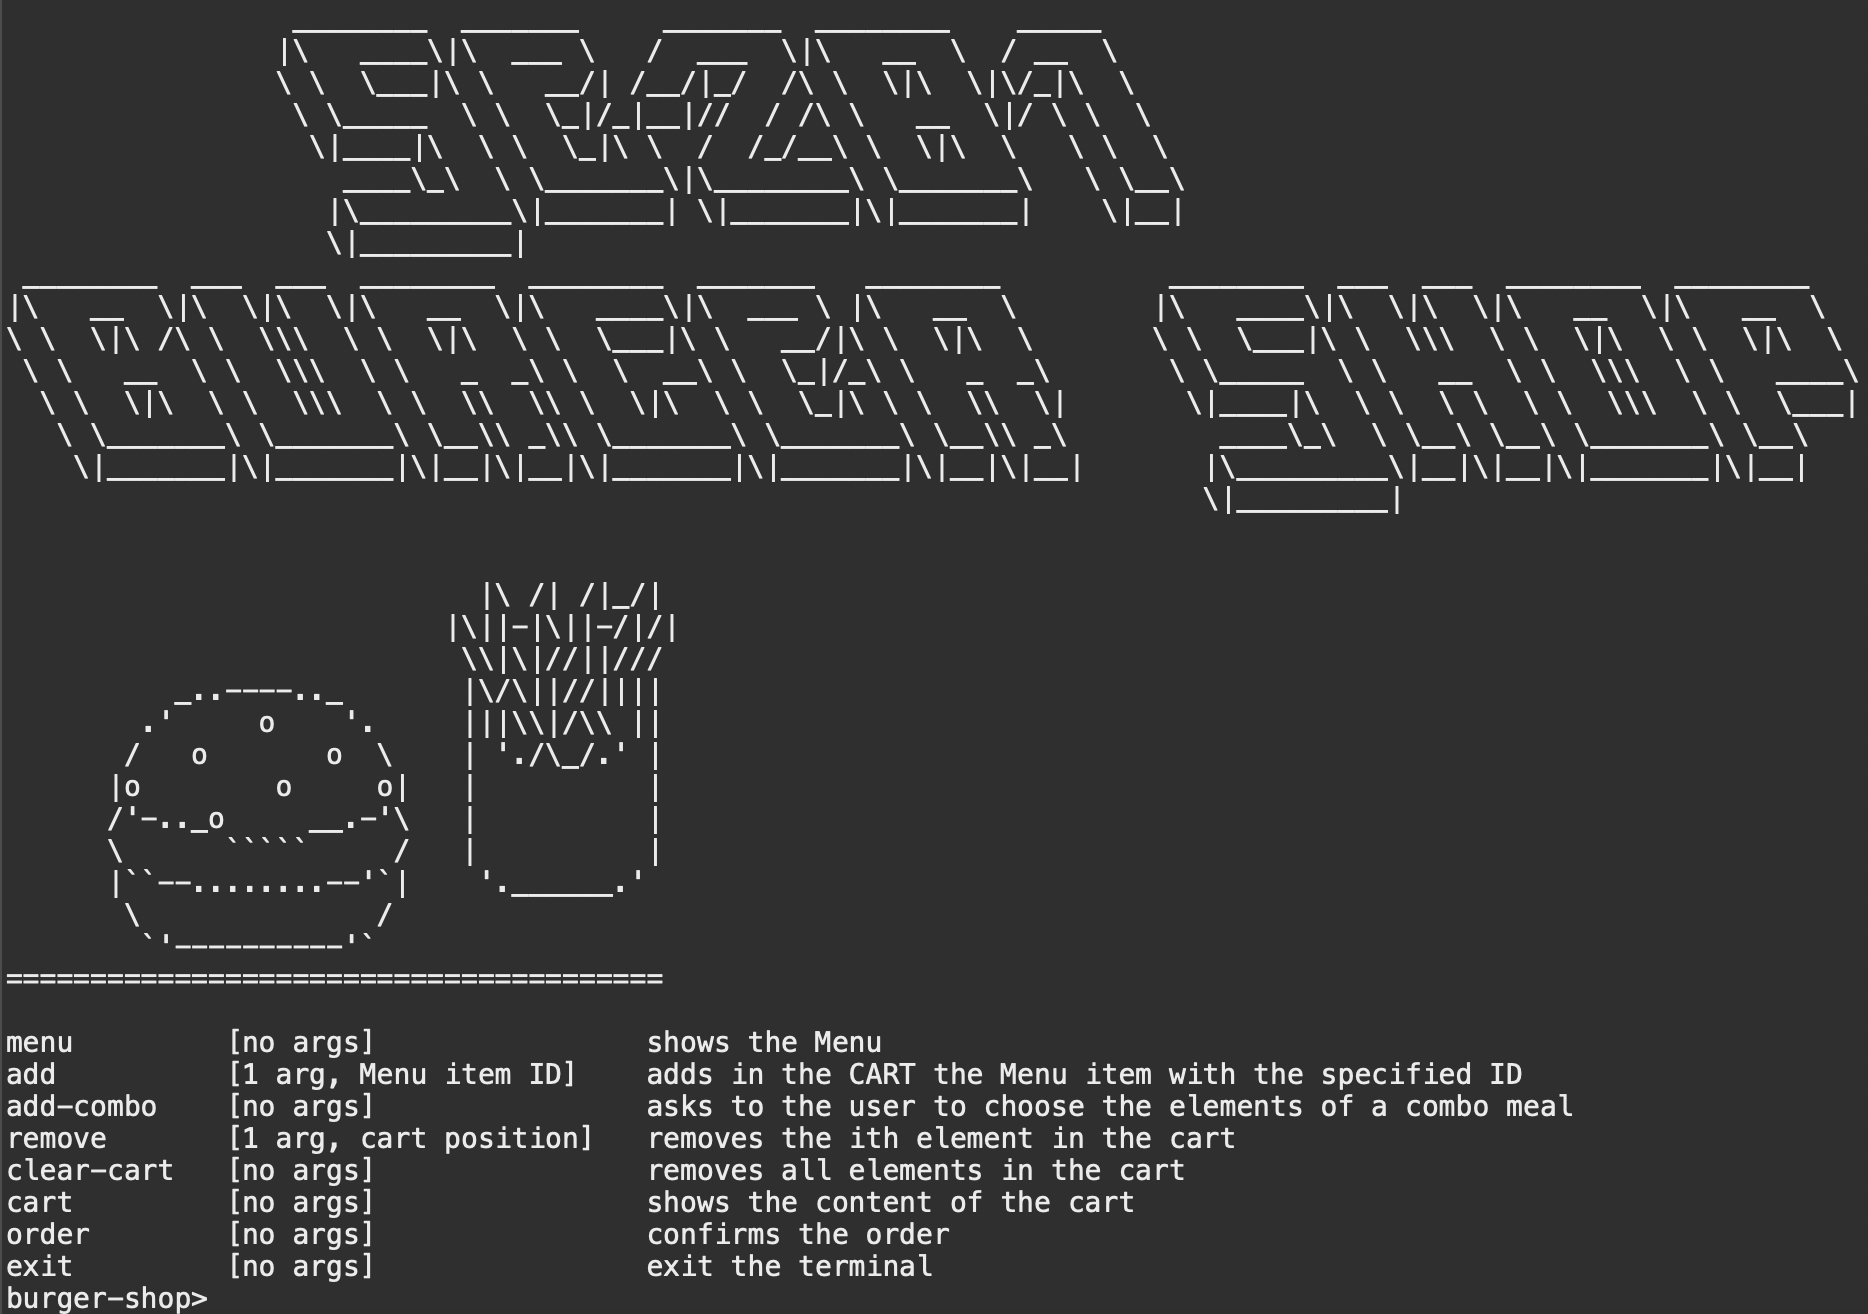 SE281
BURGER SHOP
menu [no args] shows the Menu
add [1 arg, Menu item ID] adds in the CART the Menu item with the specified ID
add-combo [no args] asks to the user to choose the elements of a combo meal
remove [1 arg, cart position] removes the ith element in the cart
clear-cart [no args] removes all elements in the cart
cart [no args] shows the content of the cart
order [no args] confirms the order
exit [no args] exit the terminal
burger-shop>